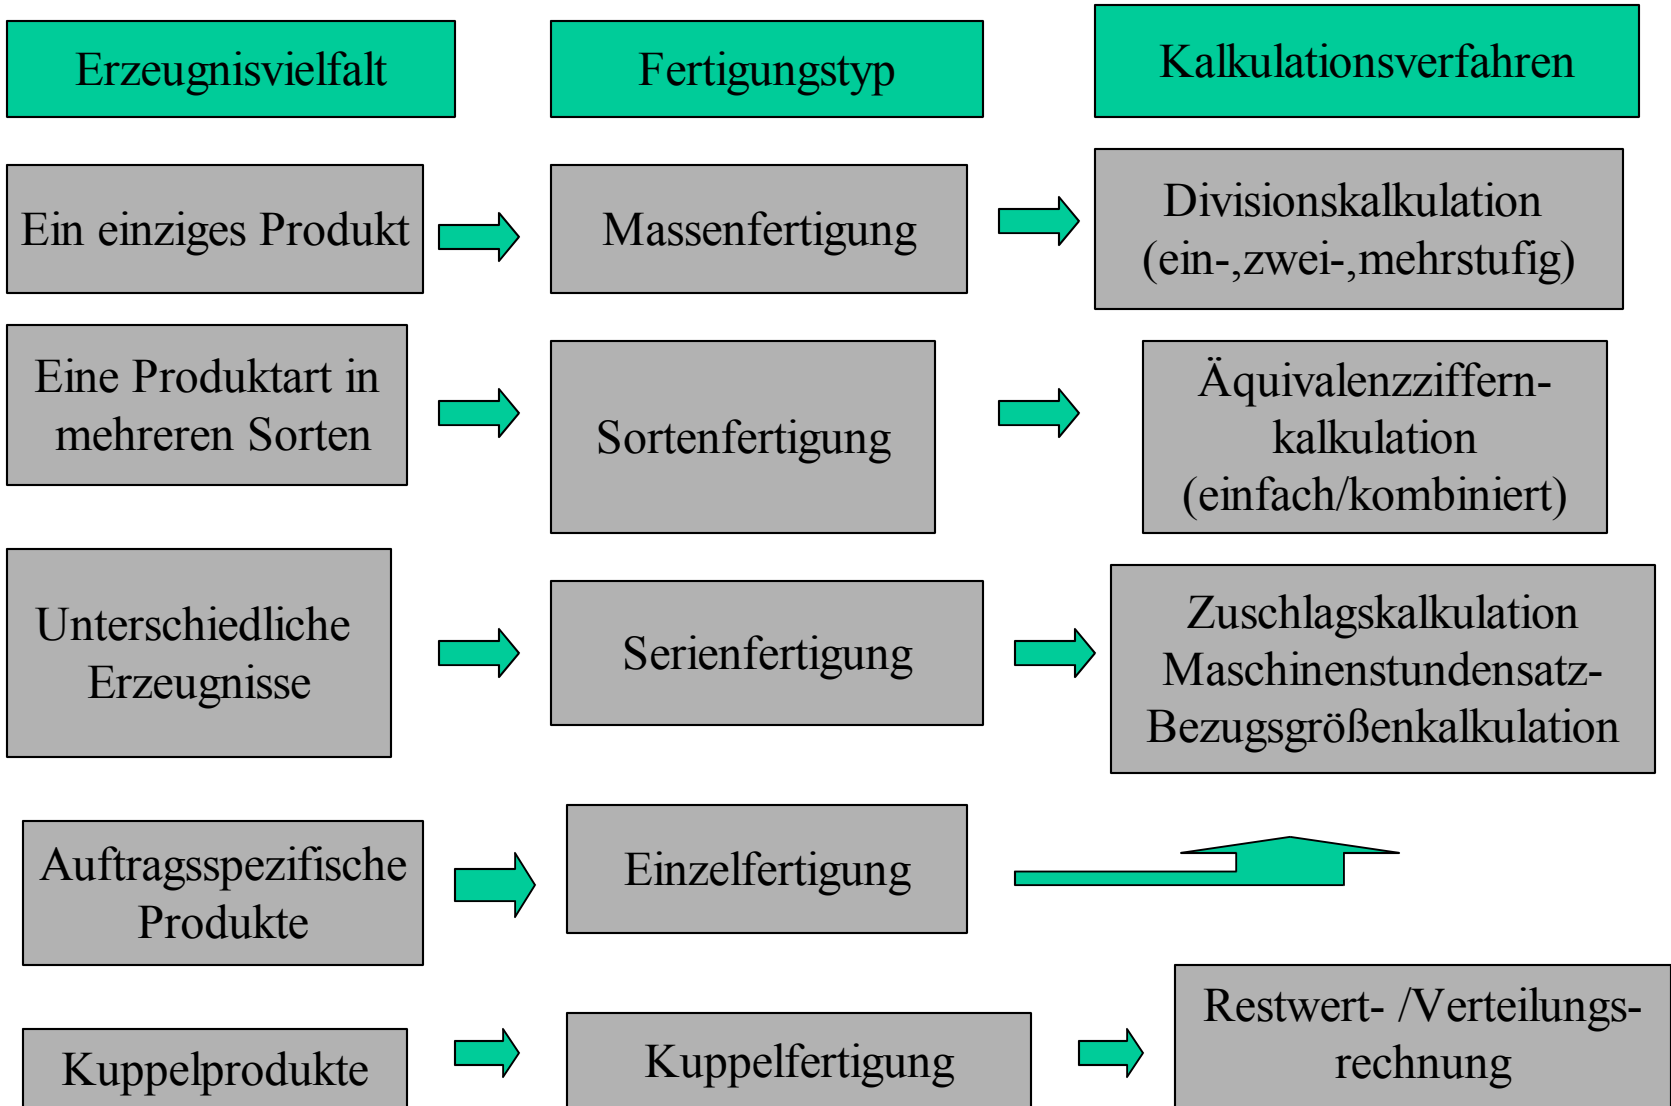 Erzeugnisvielfalt
Fertigungstyp
Kalkulationsverfahren
Ein einziges Produkt
Massenfertigung
Divisionskalkulation
(ein-,zwei-,mehrstufig)
Eine Produktart in
mehreren Sorten
Sortenfertigung
Äquivalenzziffern-
kalkulation
(einfach/kombiniert)
Unterschiedliche
Erzeugnisse
Serienfertigung
Zuschlagskalkulation
Maschinenstundensatz-
Bezugsgrößenkalkulation
Auftragsspezifische
Produkte
Einzelfertigung
Kuppelprodukte
Kuppelfertigung
Restwert- /Verteilungs-
rechnung